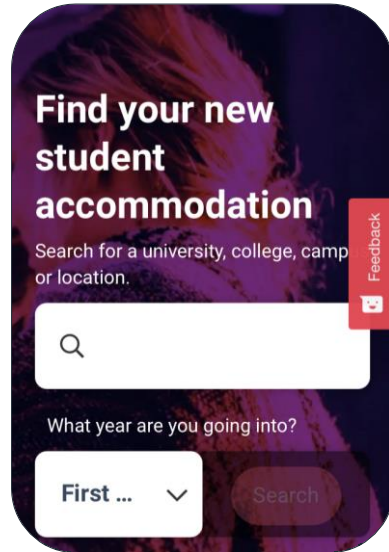 Find your new
student
accommodation
Search for a university, college, camp
or location.
Feedback
What year are you going into?
First ...
Search